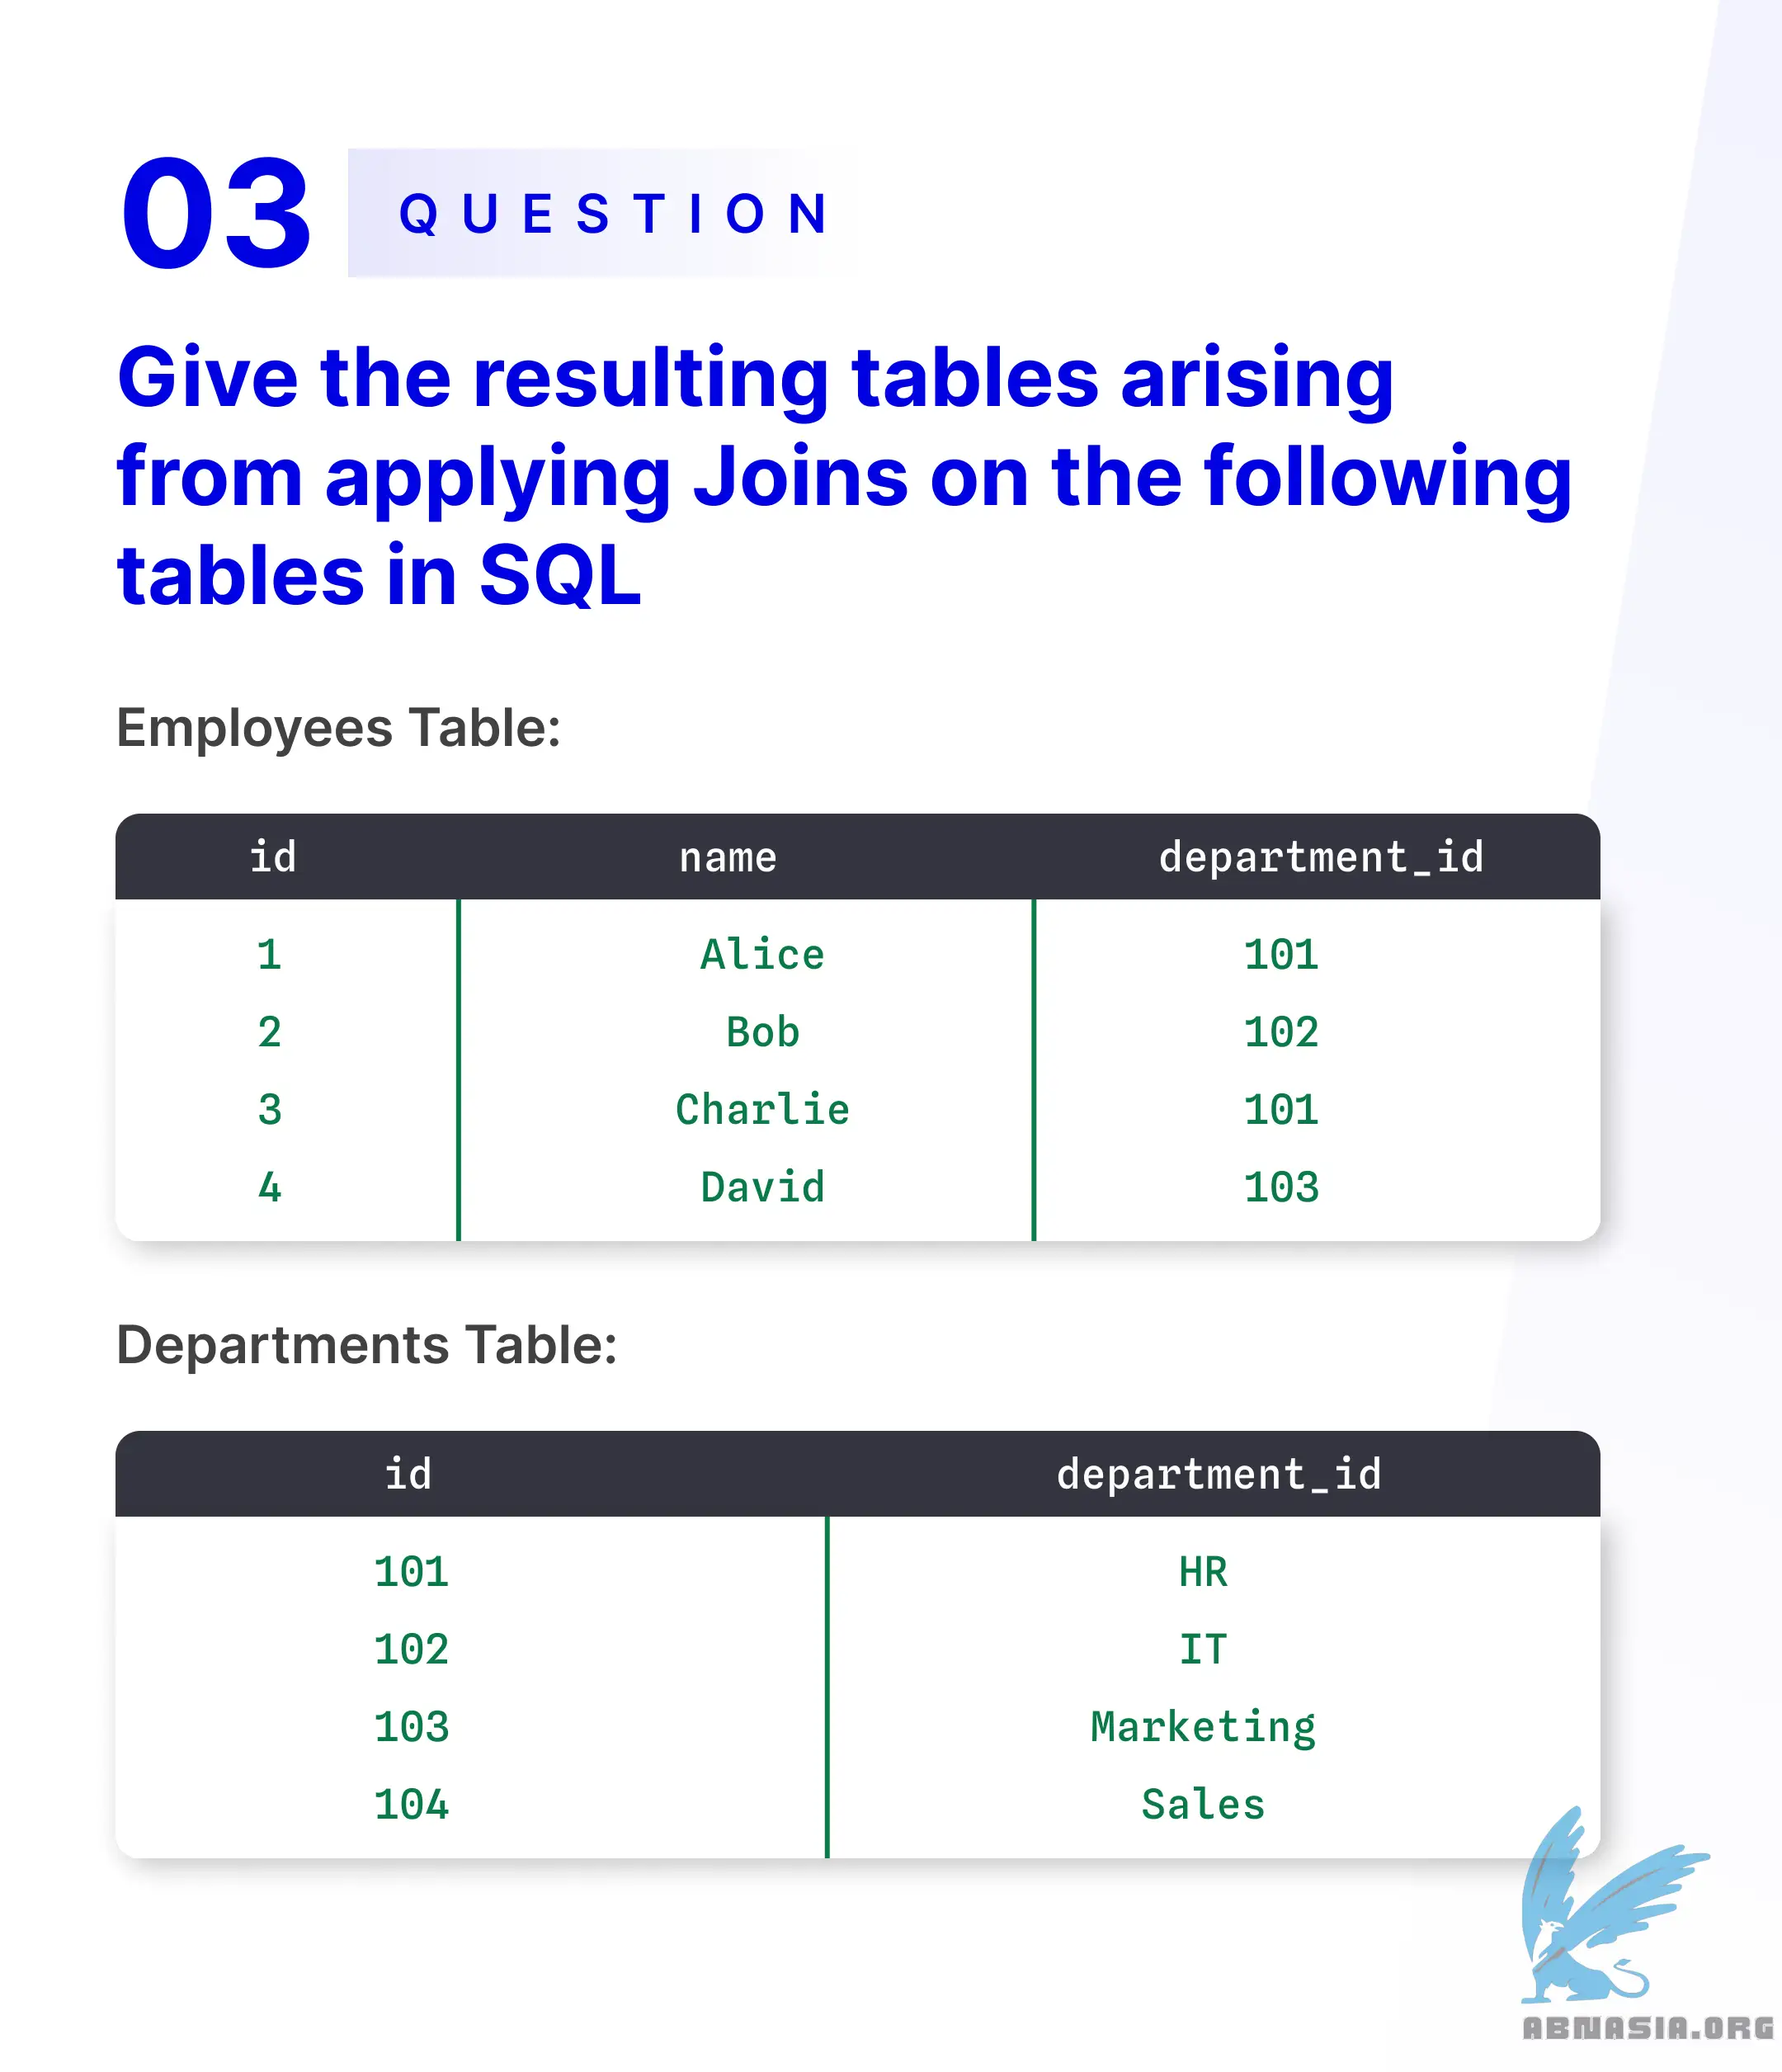 03 QUESTION
Give the resulting tables arising
from applying Joins on the following
tables in SQL
Employees Table:
id name department_id
1 Alice 101
2 Bob 102
3 Charlie 101
4 David 103
Departments Table:
id department_id
101 HR
102 IT
103 Marketing
104 Sales
ABNASIA.ORG